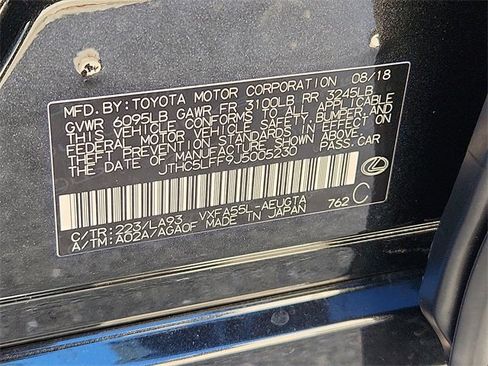 MFD.BY:TOYOTA MOTOR CORPORATION 08/18
GVWR 6095LB GAWR FR 3100LB RR 3245LB
THIS VEHICLE CONFORMS TO ALL APPLICABLE
FEDERAL MOTOR VEHICLE SAFETY, BUMPER, AND
THEFT PREVENTION STANDARDS IN EFFECT ON
THE DATE OF MANUFACTURE SHOWN ABOVE.
JTHC5LFF9J5005230 PASS.CAR
C/TR:223/LA93 VXFA55L-AEUGTA 762 C
A/TM:A02A/AGA0F MADE IN JAPAN